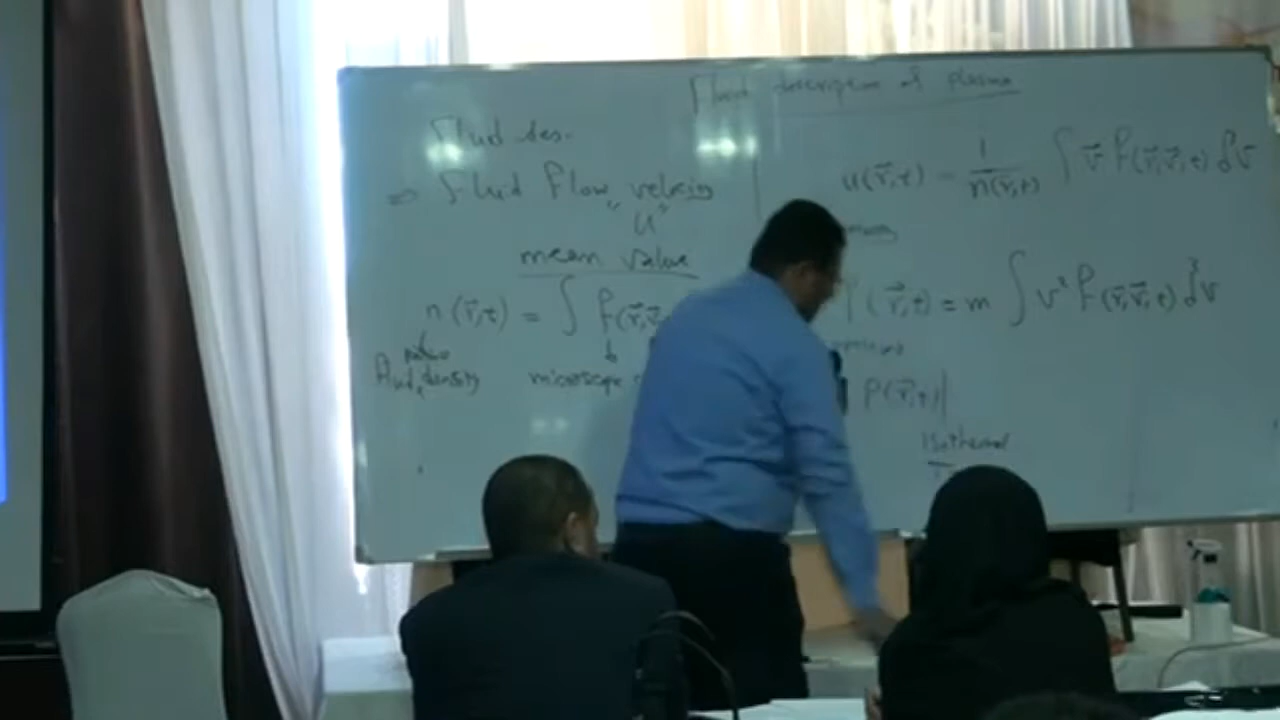 Fluid description of plasma
Fluid des.
⇒ Fluid Flow velocity
"u"
mean value
n(r⃗,t) = ∫ f(r⃗,v⃗
Fluid density
microscopic
u(r⃗,t) = 1/n(r⃗,t) ∫ v⃗ f(r⃗,v⃗,t) d³v
(r⃗,t) = m ∫ v² f(r⃗,v⃗,t) d³v
P(r⃗,t)|
Isothermal